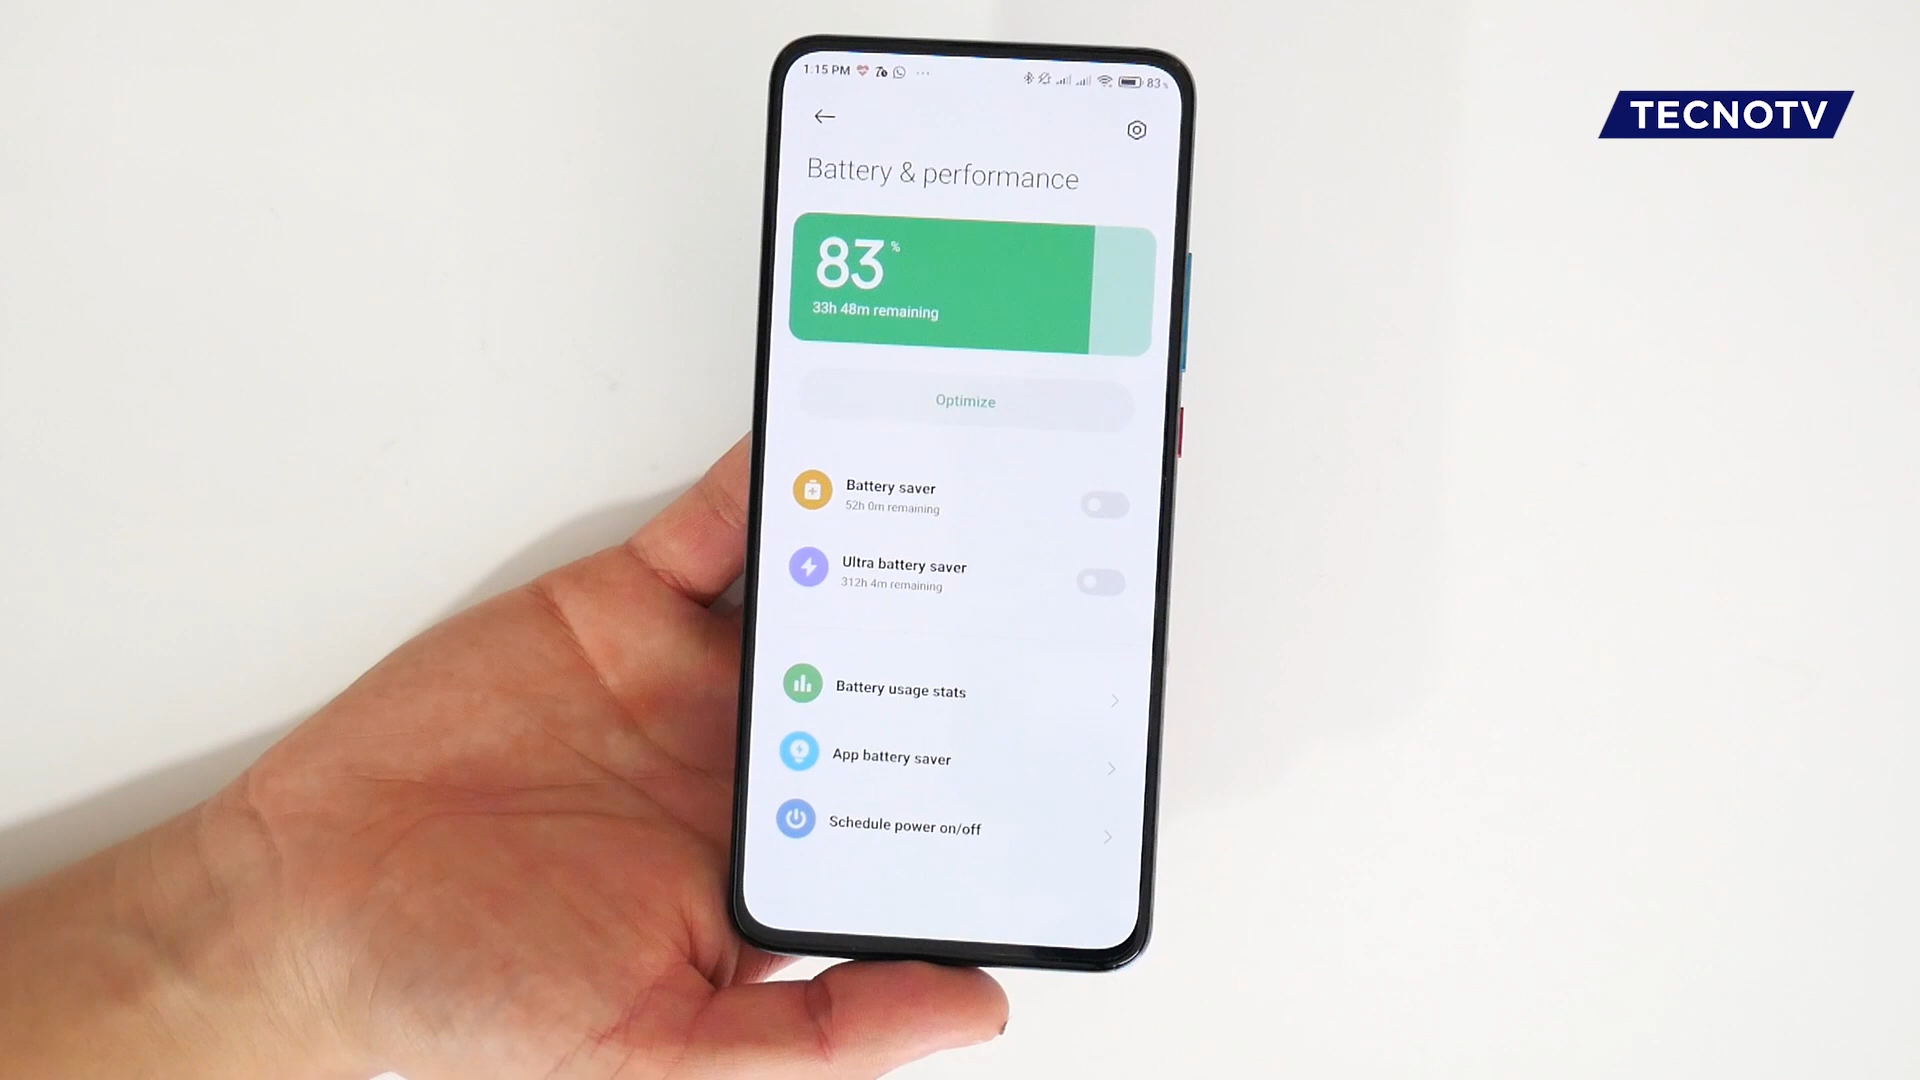 TECNOTV
1:15 PM
83%
Battery & performance
83%
33h 48m remaining
Optimize
Battery saver
52h 0m remaining
Ultra battery saver
312h 4m remaining
Battery usage stats
App battery saver
Schedule power on/off